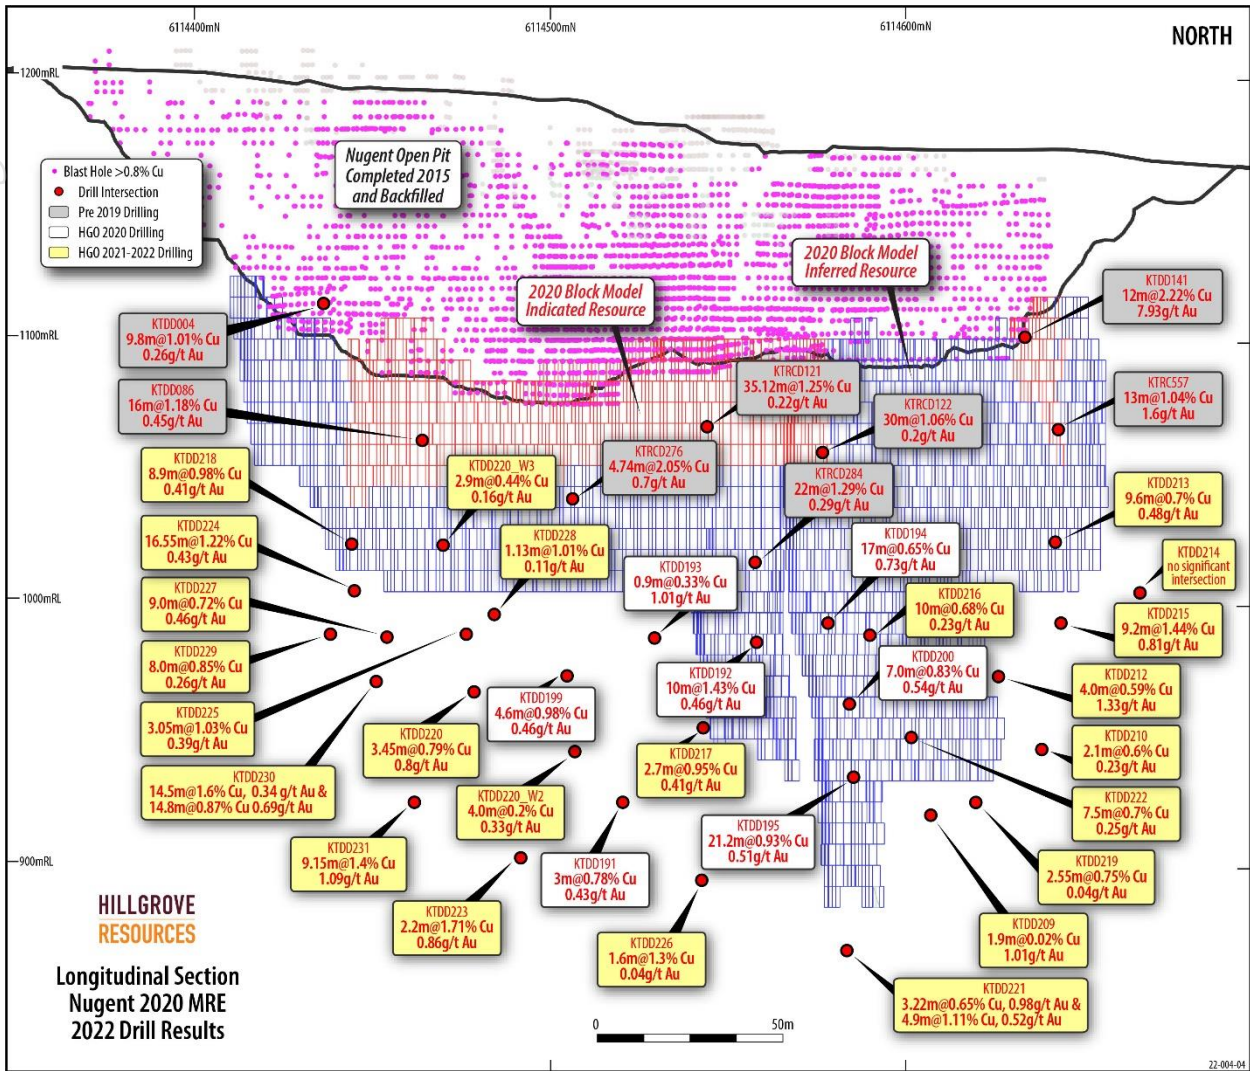 6114400mN
6114500mN
6114600mN
NORTH
1200mRL
Blast Hole >0.8% Cu
Drill Intersection
Pre 2019 Drilling
HGO 2020 Drilling
HGO 2021-2022 Drilling
Nugent Open Pit
Completed 2015
and Backfilled
2020 Block Model
Inferred Resource
2020 Block Model
Indicated Resource
KTDD141
12m@2.22% Cu
7.93g/t Au
KTDD004
9.8m@1.01% Cu
0.26g/t Au
1100mRL
KTDD086
16m@1.18% Cu
0.45g/t Au
KTRCD121
35.12m@1.25% Cu
0.22g/t Au
KTRCD122
30m@1.06% Cu
0.2g/t Au
KTRC557
13m@1.04% Cu
1.6g/t Au
KTDD218
8.9m@0.98% Cu
0.41g/t Au
KTDD220_W3
2.9m@0.44% Cu
0.16g/t Au
KTRCD276
4.74m@2.05% Cu
0.7g/t Au
KTRCD284
22m@1.29% Cu
0.29g/t Au
KTDD213
9.6m@0.7% Cu
0.48g/t Au
KTDD224
16.55m@1.22% Cu
0.43g/t Au
KTDD228
1.13m@1.01% Cu
0.11g/t Au
KTDD193
0.9m@0.33% Cu
1.01g/t Au
KTDD194
17m@0.65% Cu
0.73g/t Au
KTDD214
no significant
intersection
1000mRL
KTDD227
9.0m@0.72% Cu
0.46g/t Au
KTDD216
10m@0.68% Cu
0.23g/t Au
KTDD215
9.2m@1.44% Cu
0.81g/t Au
KTDD229
8.0m@0.85% Cu
0.26g/t Au
KTDD192
10m@1.43% Cu
0.46g/t Au
KTDD200
7.0m@0.83% Cu
0.54g/t Au
KTDD212
4.0m@0.59% Cu
1.33g/t Au
KTDD225
3.05m@1.03% Cu
0.39g/t Au
KTDD199
4.6m@0.98% Cu
0.46g/t Au
KTDD220
3.45m@0.79% Cu
0.8g/t Au
KTDD217
2.7m@0.95% Cu
0.41g/t Au
KTDD210
2.1m@0.6% Cu
0.23g/t Au
KTDD230
14.5m@1.6% Cu, 0.34 g/t Au &
14.8m@0.87% Cu 0.69g/t Au
KTDD220_W2
4.0m@0.2% Cu
0.33g/t Au
KTDD222
7.5m@0.7% Cu
0.25g/t Au
KTDD231
9.15m@1.4% Cu
1.09g/t Au
KTDD191
3m@0.78% Cu
0.43g/t Au
KTDD195
21.2m@0.93% Cu
0.51g/t Au
KTDD219
2.55m@0.75% Cu
0.04g/t Au
900mRL
KTDD223
2.2m@1.71% Cu
0.86g/t Au
KTDD226
1.6m@1.3% Cu
0.04g/t Au
KTDD209
1.9m@0.02% Cu
1.01g/t Au
KTDD221
3.22m@0.65% Cu, 0.98g/t Au &
4.9m@1.11% Cu, 0.52g/t Au
HILLGROVE
RESOURCES
Longitudinal Section
Nugent 2020 MRE
2022 Drill Results
0 50m
22-004-04